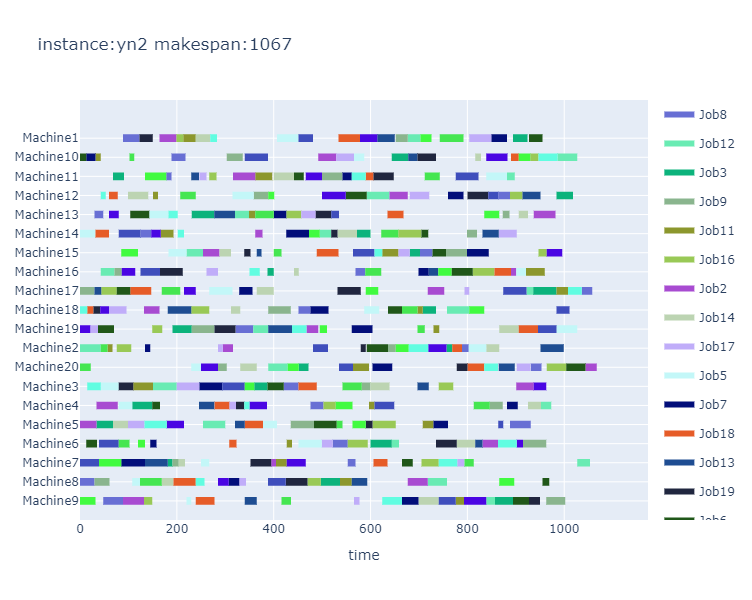 instance:yn2 makespan:1067
Machine1
Machine10
Machine11
Machine12
Machine13
Machine14
Machine15
Machine16
Machine17
Machine18
Machine19
Machine2
Machine20
Machine3
Machine4
Machine5
Machine6
Machine7
Machine8
Machine9
0 200 400 600 800 1000
time
Job8
Job12
Job3
Job9
Job11
Job16
Job2
Job14
Job17
Job5
Job7
Job18
Job13
Job19
Job6